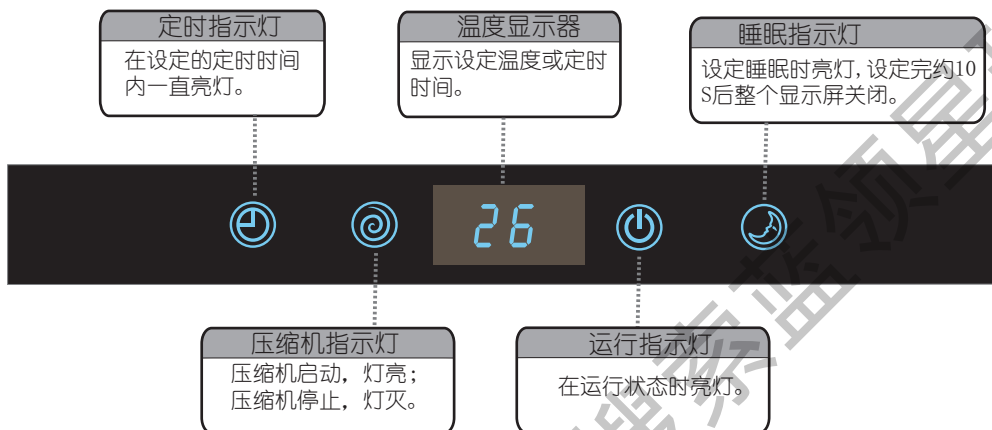 定时指示灯
在设定的定时时间
内一直亮灯。
温度显示器
显示设定温度或定时
时间。
睡眠指示灯
设定睡眠时亮灯,设定完约10
S后整个显示屏关闭。
26
压缩机指示灯
压缩机启动，灯亮；
压缩机停止，灯灭。
运行指示灯
在运行状态时亮灯。
搜索蓝领星